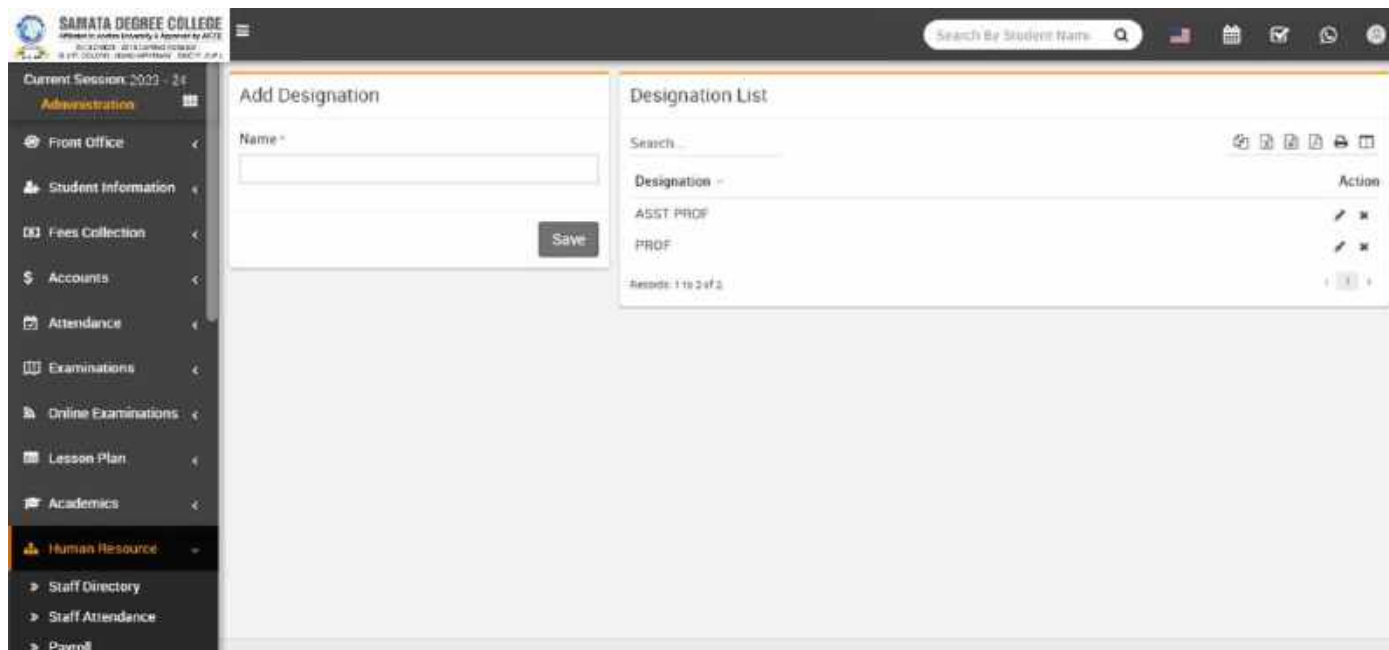 SAMATA DEGREE COLLEGE
Current Session: 2023 - 24
Administration
Front Office
Student Information
Fees Collection
Accounts
Attendance
Examinations
Online Examinations
Lesson Plan
Academics
Human Resource
Staff Directory
Staff Attendance
Payroll
Search By Student Name
Add Designation
Name *
Save
Designation List
Search...
Designation
Action
ASST PROF
PROF
Records: 1 to 2 of 2
1